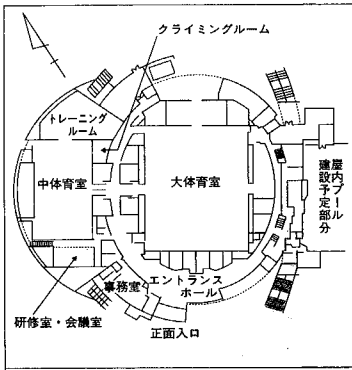 クライミングルーム
トレーニング
ルーム
中体育室
大体育室
屋内プール
建設予定部分
エントランス
ホール
事務室
研修室・会議室
正面入口